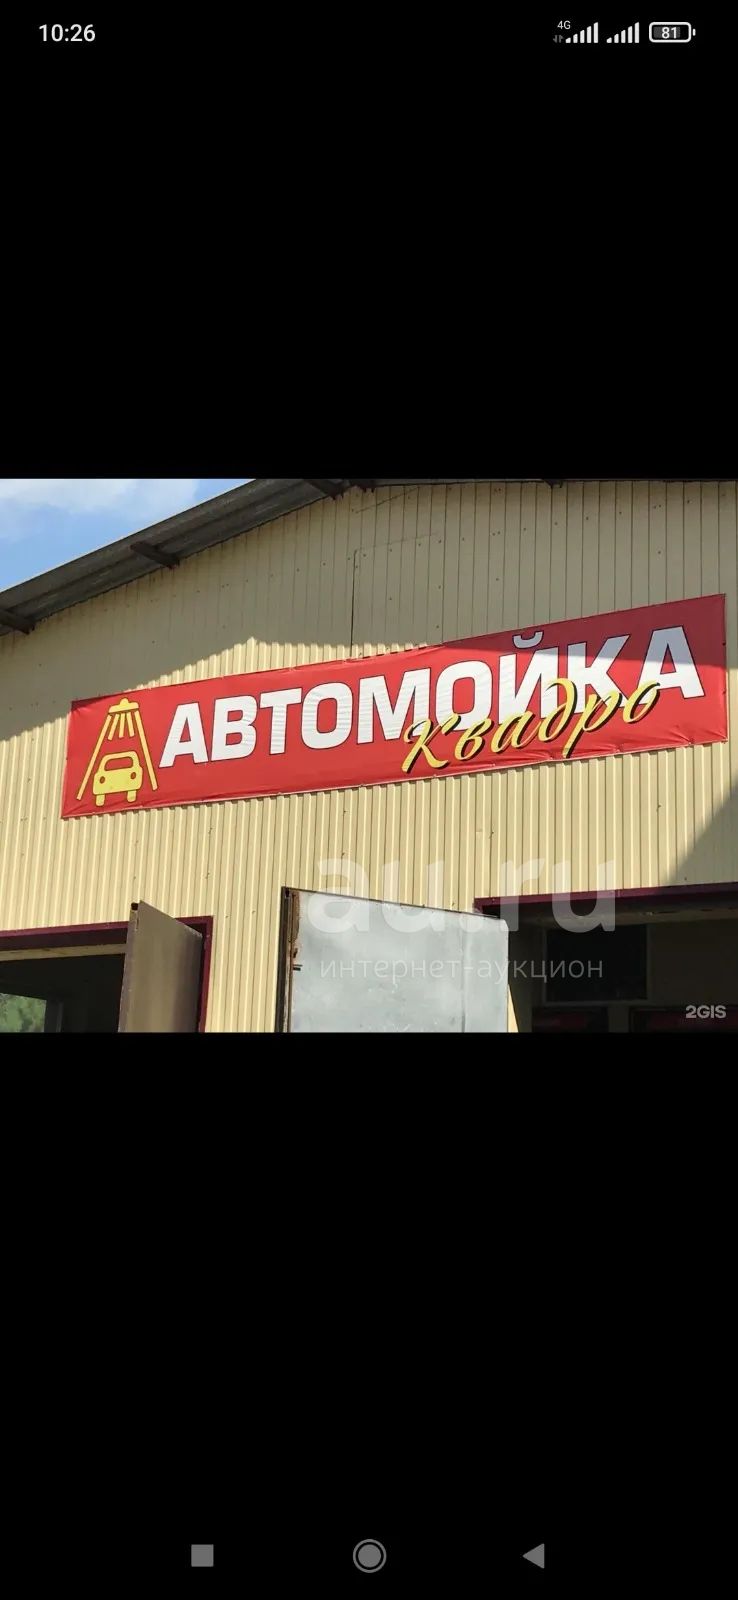 10:26
4G
81
АВТОМОЙКА
Квадро
au.ru
интернет-аукцион
2GIS